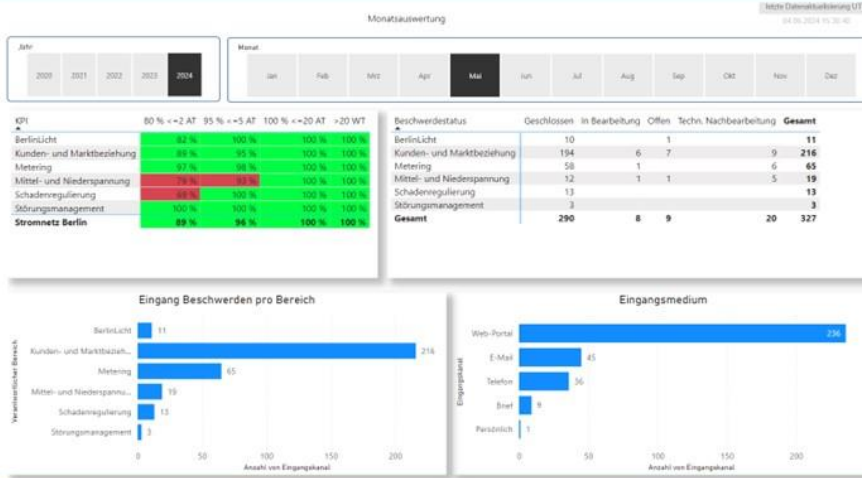 letzte Datenaktualisierung UT
Monatsauswertung
04.06.2024 15:30:40
Jahr
2020 2021 2022 2023 2024
Monat
Jan Feb Mrz Apr Mai Jun Jul Aug Sep Okt Nov Dez
KPI 80 % <=2 AT 95 % <=5 AT 100 % <=20 AT >20 WT
BerlinLicht 82 % 100 % 100 % 100 %
Kunden- und Marktbeziehung 89 % 95 % 100 % 100 %
Metering 97 % 98 % 100 % 100 %
Mittel- und Niederspannung 79 % 93 % 100 % 100 %
Schadenregulierung 69 % 100 % 100 % 100 %
Störungsmanagement 100 % 100 % 100 % 100 %
Stromnetz Berlin 89 % 96 % 100 % 100 %
Beschwerdestatus Geschlossen In Bearbeitung Offen Techn. Nachbearbeitung Gesamt
BerlinLicht 10 1 11
Kunden- und Marktbeziehung 194 6 7 9 216
Metering 58 1 6 65
Mittel- und Niederspannung 12 1 1 5 19
Schadenregulierung 13 13
Störungsmanagement 3 3
Gesamt 290 8 9 20 327
Eingang Beschwerden pro Bereich
Verantwortlicher Bereich
BerlinLicht 11
Kunden- und Marktbezieh... 216
Metering 65
Mittel- und Niederspannu... 19
Schadenregulierung 13
Störungsmanagement 3
0 50 100 150 200
Anzahl von Eingangskanal
Eingangsmedium
Eingangskanal
Web-Portal 236
E-Mail 45
Telefon 36
Brief 9
Persönlich 1
0 50 100 150 200
Anzahl von Eingangskanal